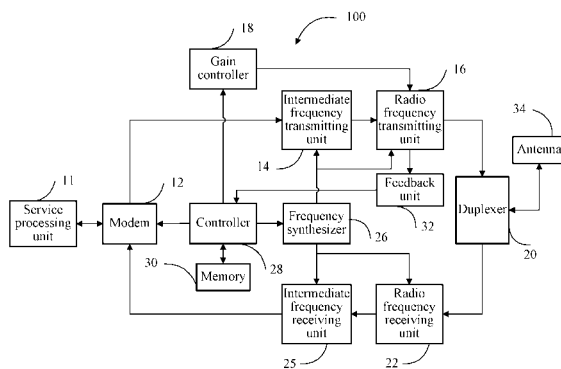 100
18
Gain
controller
16
34
Intermediate
frequency
transmitting
unit
Radio
frequency
transmitting
unit
Antenna
14
11
12
Feedback
unit
Service
processing
unit
Modem
Controller
Frequency
synthesizer
32
Duplexer
26
30
28
20
Memory
Intermediate
frequency
receiving
unit
Radio
frequency
receiving
unit
25
22